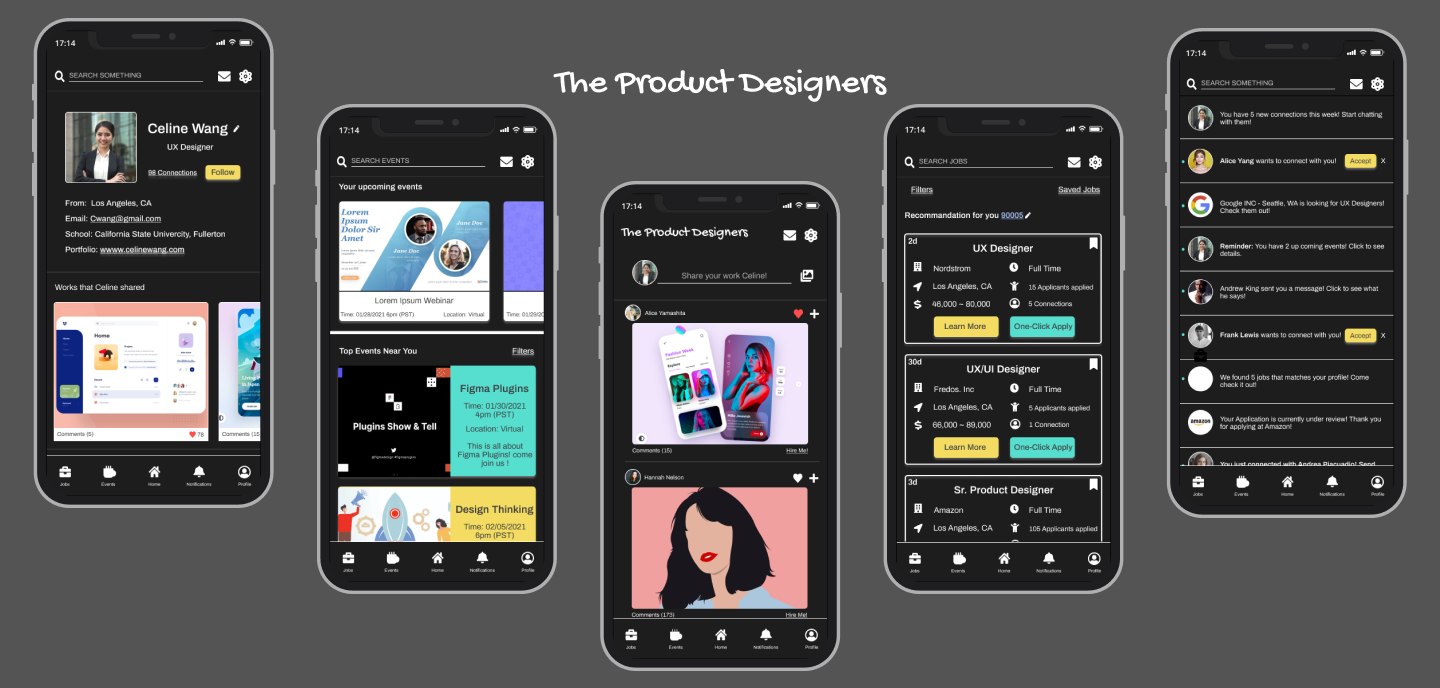 The Product Designers
17:14
SEARCH SOMETHING
Celine Wang
UX Designer
98 Connections
Follow
From: Los Angeles, CA
Email: Cwang@gmail.com
School: California State Univercity, Fullerton
Portfolio: wwww.celinewang.com
Works that Celine shared
Home
Comments (5)
78
Comments (15
Jobs
Events
Home
Notifications
Profile
17:14
SEARCH EVENTS
Your upcoming events
Lorem
Ipsum
Dolor Sir
Amet
Jane Doe
Jane Doe
Lorem Ipsum Webinar
Time: 01/28/2021 6pm (PST)
Location: Virtual
Time: 01/29/20
Top Events Near You
Filters
Plugins Show & Tell
Figma Plugins
Time: 01/30/2021
4pm (PST)
Location: Virtual
This is all about
Figma Plugins! come
join us !
Design Thinking
Time: 02/05/2021
6pm (PST)
Jobs
Events
Home
Notifications
Profile
17:14
The Product Designers
Share your work Celine!
Alice Yamashita
Fashion Week
Explore
Comments (15)
Hire Me!
Hannah Nelson
Comments (173)
Hire Me!
Jobs
Events
Home
Notifications
Profile
17:14
SEARCH JOBS
Filters
Saved Jobs
Recommandation for you 90005
2d
UX Designer
Nordstrom
Full Time
Los Angeles, CA
15 Applicants applied
46,000 ~ 80,000
5 Connections
Learn More
One-Click Apply
30d
UX/UI Designer
Fredos. Inc
Full Time
Los Angeles, CA
5 Applicants applied
66,000 ~ 89,000
1 Connection
Learn More
One-Click Apply
3d
Sr. Product Designer
Amazon
Full Time
Los Angeles, CA
105 Applicants applied
Jobs
Events
Home
Notifications
Profile
17:14
SEARCH SOMETHING
You have 5 new connections this week! Start chatting
with them!
Alice Yang wants to connect with you!
Accept
X
Google INC - Seattle, WA is looking for UX Designers!
Check them out!
Reminder: You have 2 up coming events! Click to see
details.
Andrew King sent you a message! Click to see what
he says!
Frank Lewis wants to connect with you!
Accept
X
We found 5 jobs that matches your profile! Come
check it out!
amazon
Your Application is currently under review! Thank you
for applying at Amazon!
You just connected with Andrea Piacuadio! Send
Jobs
Events
Home
Notifications
Profile